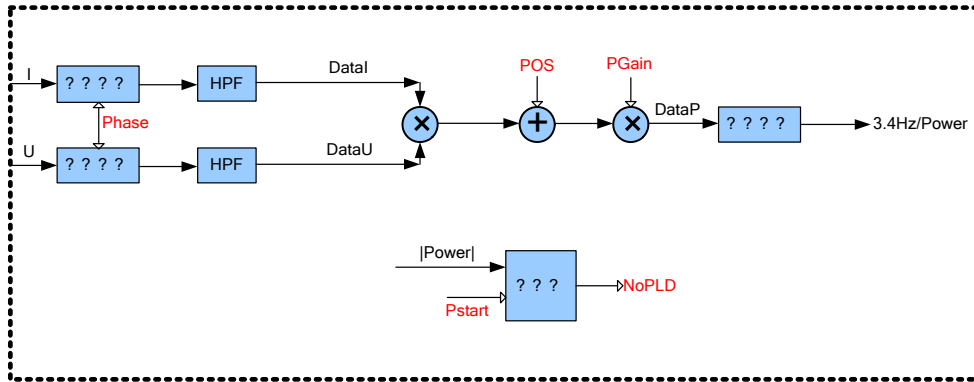 I
? ? ? ?
HPF
DataI
POS
PGain
Phase
DataP
? ? ? ?
3.4Hz/Power
U
? ? ? ?
HPF
DataU
|Power|
? ? ?
NoPLD
Pstart